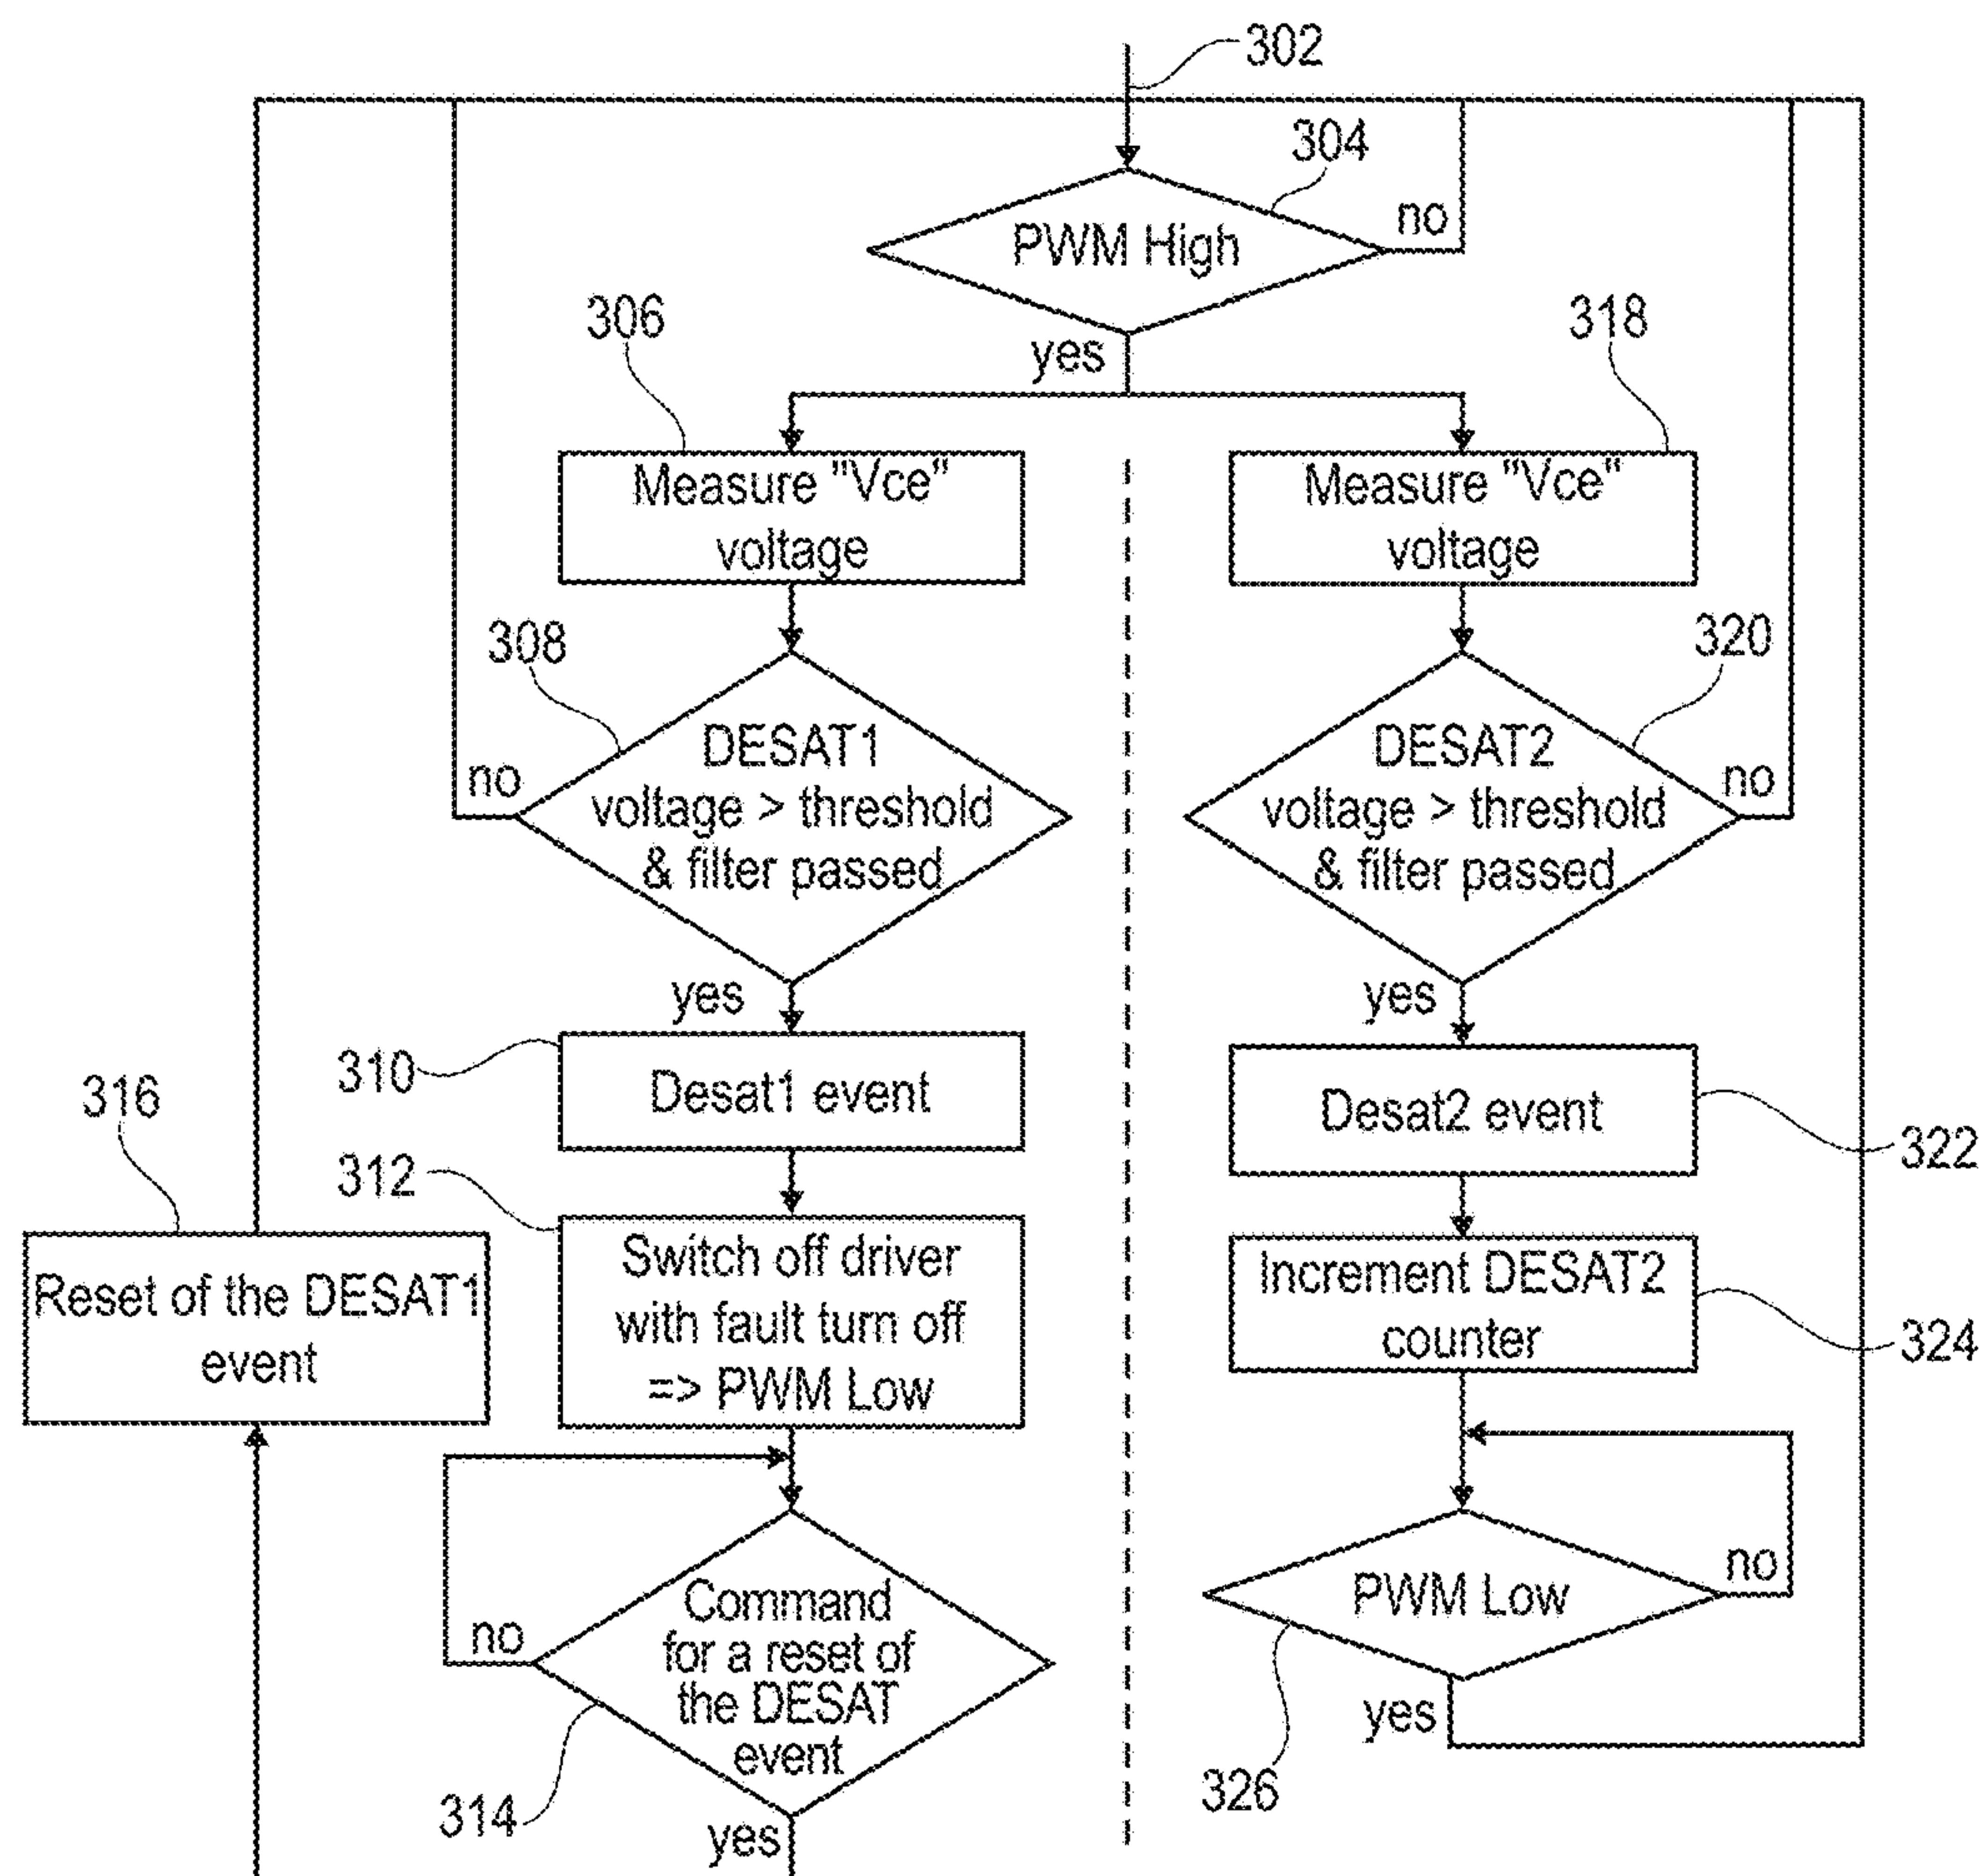 302
304
PWM High
no
yes
306
318
Measure "Vce"
voltage
Measure "Vce"
voltage
308
320
DESAT1
voltage > threshold
& filter passed
no
DESAT2
voltage > threshold
& filter passed
no
yes
yes
310
Desat1 event
Desat2 event
322
316
312
Reset of the DESAT1
event
Switch off driver
with fault turn off
=> PWM Low
Increment DESAT2
counter
324
Command
for a reset of
the DESAT
event
no
PWM Low
no
314
yes
yes
326